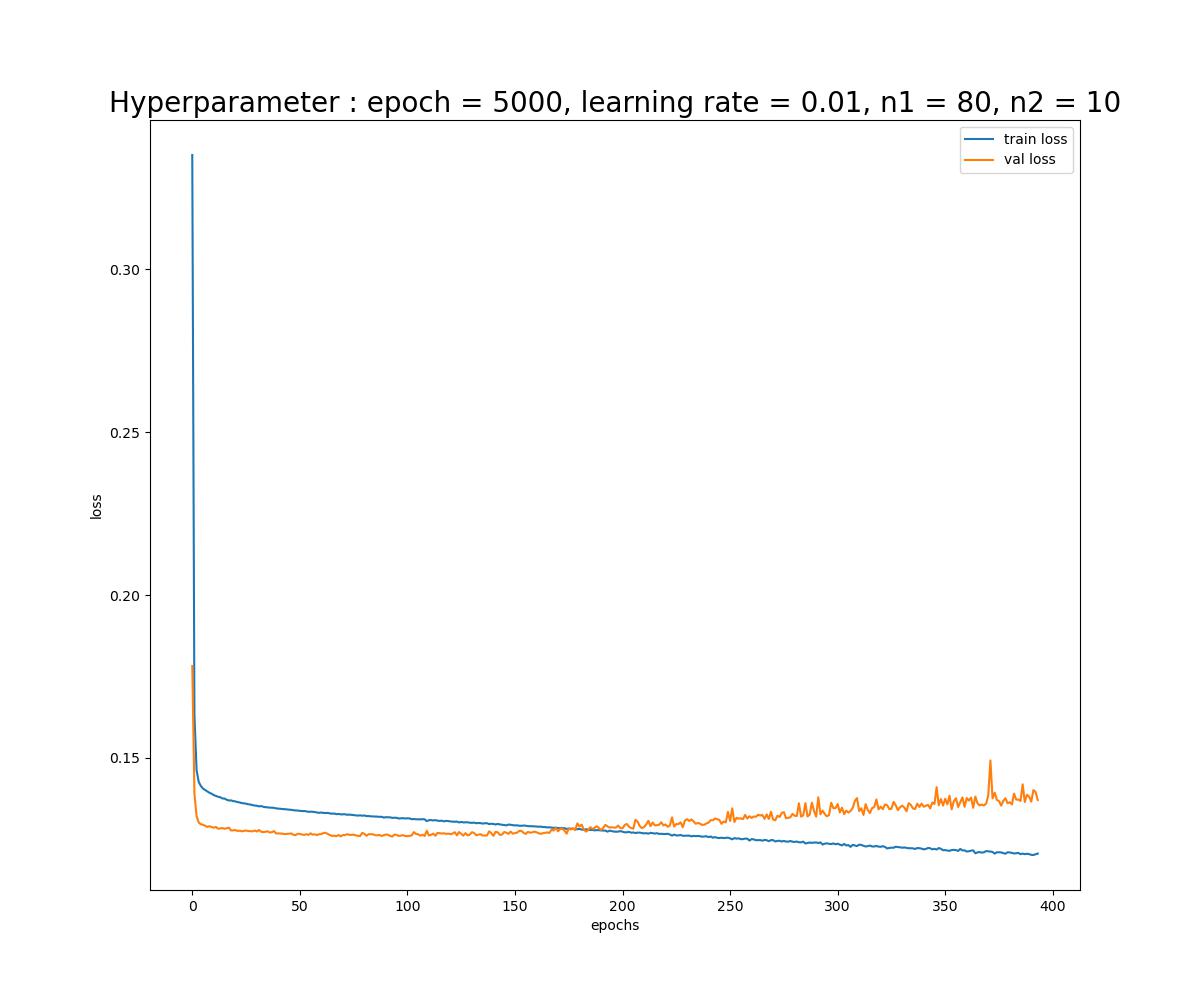 Hyperparameter : epoch = 5000, learning rate = 0.01, n1 = 80, n2 = 10
train loss
val loss
0.30
0.25
0.20
0.15
loss
0 50 100 150 200 250 300 350 400
epochs